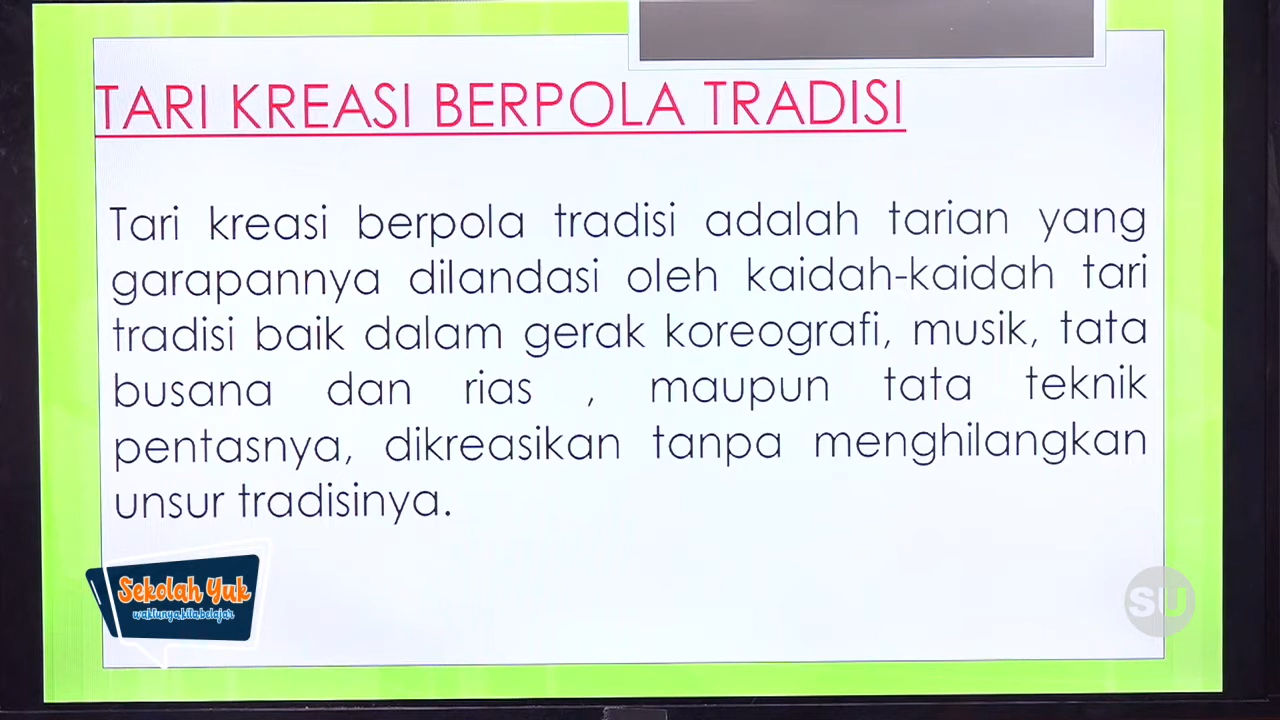 TARI KREASI BERPOLA TRADISI
Tari kreasi berpola tradisi adalah tarian yang
garapannya dilandasi oleh kaidah-kaidah tari
tradisi baik dalam gerak koreografi, musik, tata
busana dan rias , maupun tata teknik
pentasnya, dikreasikan tanpa menghilangkan
unsur tradisinya.
Sekolah Yuk
waktunya kita belajar
SU